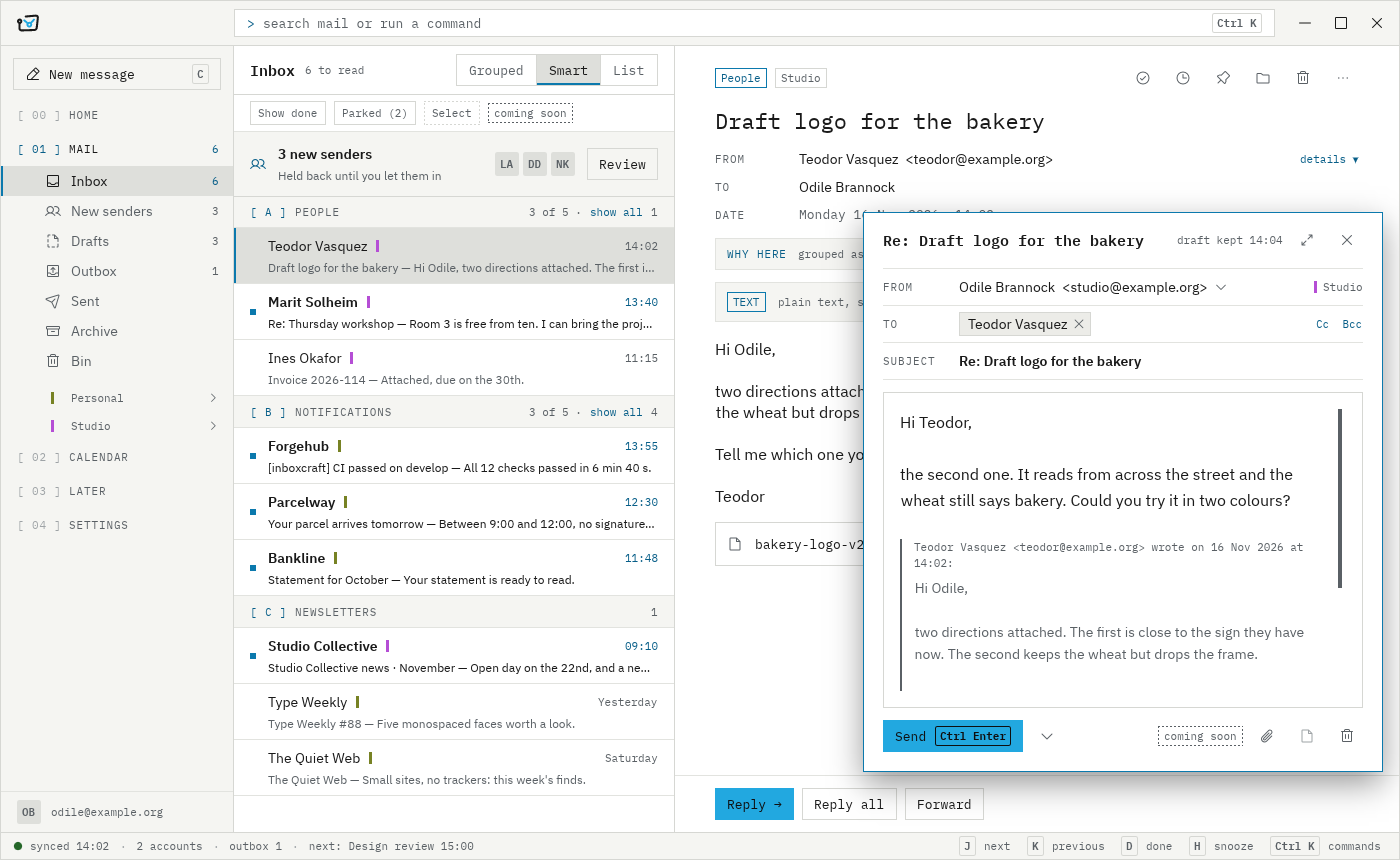 > search mail or run a command
Ctrl K
New message
C
[ 00 ] HOME
[ 01 ] MAIL 6
Inbox 6
New senders 3
Drafts 3
Outbox 1
Sent
Archive
Bin
Personal
Studio
[ 02 ] CALENDAR
[ 03 ] LATER
[ 04 ] SETTINGS
OB odile@example.org
Inbox 6 to read
Grouped Smart List
Show done Parked (2) Select coming soon
3 new senders
Held back until you let them in
LA DD NK Review
[ A ] PEOPLE 3 of 5 · show all 1
Teodor Vasquez 14:02
Draft logo for the bakery — Hi Odile, two directions attached. The first i…
Marit Solheim 13:40
Re: Thursday workshop — Room 3 is free from ten. I can bring the proj…
Ines Okafor 11:15
Invoice 2026-114 — Attached, due on the 30th.
[ B ] NOTIFICATIONS 3 of 5 · show all 4
Forgehub 13:55
[inboxcraft] CI passed on develop — All 12 checks passed in 6 min 40 s.
Parcelway 12:30
Your parcel arrives tomorrow — Between 9:00 and 12:00, no signature…
Bankline 11:48
Statement for October — Your statement is ready to read.
[ C ] NEWSLETTERS 1
Studio Collective 09:10
Studio Collective news · November — Open day on the 22nd, and a ne…
Type Weekly Yesterday
Type Weekly #88 — Five monospaced faces worth a look.
The Quiet Web Saturday
The Quiet Web — Small sites, no trackers: this week's finds.
People Studio
Draft logo for the bakery
FROM Teodor Vasquez <teodor@example.org> details ▾
TO Odile Brannock
DATE Monday 16 Nov 2026, 14:02
WHY HERE grouped as
TEXT plain text, s
Hi Odile,
two directions attach
the wheat but drops
Tell me which one yo
Teodor
bakery-logo-v2
Reply → Reply all Forward
Re: Draft logo for the bakery draft kept 14:04
FROM Odile Brannock <studio@example.org> Studio
TO Teodor Vasquez Cc Bcc
SUBJECT Re: Draft logo for the bakery
Hi Teodor,
the second one. It reads from across the street and the
wheat still says bakery. Could you try it in two colours?
Teodor Vasquez <teodor@example.org> wrote on 16 Nov 2026 at
14:02:
Hi Odile,
two directions attached. The first is close to the sign they have
now. The second keeps the wheat but drops the frame.
Send Ctrl Enter
coming soon
synced 14:02 · 2 accounts · outbox 1 · next: Design review 15:00
J next K previous D done H snooze Ctrl K commands